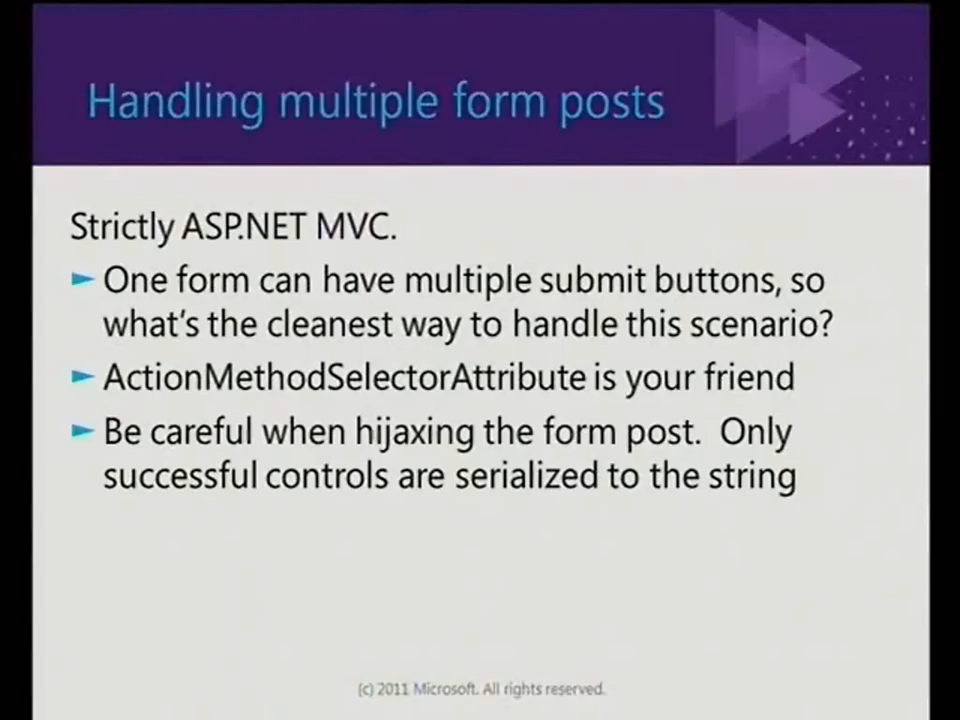 Handling multiple form posts
Strictly ASP.NET MVC.
► One form can have multiple submit buttons, so
what's the cleanest way to handle this scenario?
► ActionMethodSelectorAttribute is your friend
► Be careful when hijaxing the form post.  Only
successful controls are serialized to the string
(c) 2011 Microsoft. All rights reserved.